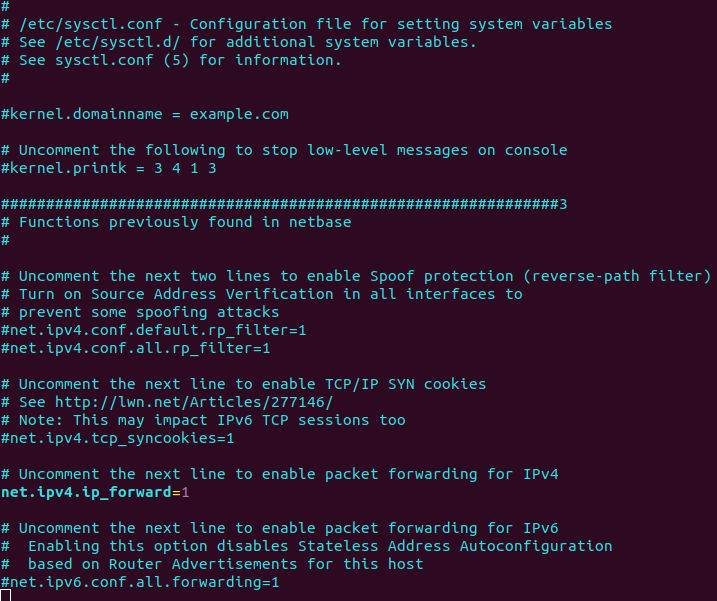 #
# /etc/sysctl.conf - Configuration file for setting system variables
# See /etc/sysctl.d/ for additional system variables.
# See sysctl.conf (5) for information.
#
#kernel.domainname = example.com
# Uncomment the following to stop low-level messages on console
#kernel.printk = 3 4 1 3
##############################################################3
# Functions previously found in netbase
#
# Uncomment the next two lines to enable Spoof protection (reverse-path filter)
# Turn on Source Address Verification in all interfaces to
# prevent some spoofing attacks
#net.ipv4.conf.default.rp_filter=1
#net.ipv4.conf.all.rp_filter=1
# Uncomment the next line to enable TCP/IP SYN cookies
# See http://lwn.net/Articles/277146/
# Note: This may impact IPv6 TCP sessions too
#net.ipv4.tcp_syncookies=1
# Uncomment the next line to enable packet forwarding for IPv4
net.ipv4.ip_forward=1
# Uncomment the next line to enable packet forwarding for IPv6
#  Enabling this option disables Stateless Address Autoconfiguration
#  based on Router Advertisements for this host
#net.ipv6.conf.all.forwarding=1